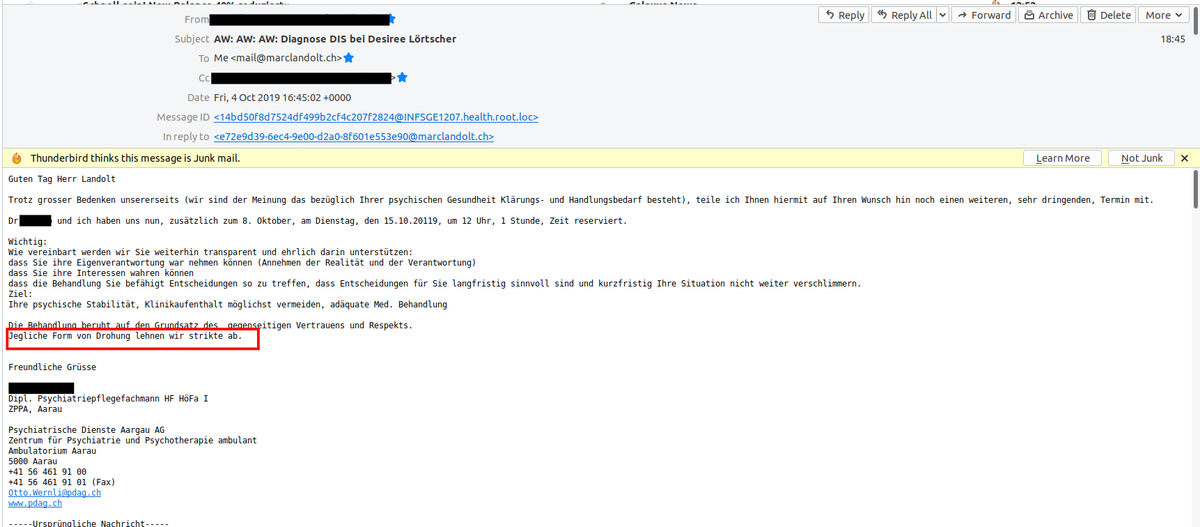 From
Reply Reply All Forward Archive Delete More
Subject AW: AW: AW: Diagnose DIS bei Desiree Lörtscher
18:45
To Me <mail@marclandolt.ch>
Cc >
Date Fri, 4 Oct 2019 16:45:02 +0000
Message ID <14bd50f8d7524df499b2cf4c207f2824@INFSGE1207.health.root.loc>
In reply to <e72e9d39-6ec4-9e00-d2a0-8f601e553e90@marclandolt.ch>
Thunderbird thinks this message is Junk mail. Learn More Not Junk
Guten Tag Herr Landolt
Trotz grosser Bedenken unsererseits (wir sind der Meinung das bezüglich Ihrer psychischen Gesundheit Klärungs- und Handlungsbedarf besteht), teile ich Ihnen hiermit auf Ihren Wunsch hin noch einen weiteren, sehr dringenden, Termin mit.
Dr und ich haben uns nun, zusätzlich zum 8. Oktober, am Dienstag, den 15.10.20119, um 12 Uhr, 1 Stunde, Zeit reserviert.
Wichtig:
Wie vereinbart werden wir Sie weiterhin transparent und ehrlich darin unterstützen:
dass Sie ihre Eigenverantwortung war nehmen können (Annehmen der Realität und der Verantwortung)
dass Sie ihre Interessen wahren können
dass die Behandlung Sie befähigt Entscheidungen so zu treffen, dass Entscheidungen für Sie langfristig sinnvoll sind und kurzfristig Ihre Situation nicht weiter verschlimmern.
Ziel:
Ihre psychische Stabilität, Klinikaufenthalt möglichst vermeiden, adäquate Med. Behandlung
Die Behandlung beruht auf den Grundsatz des  gegenseitigen Vertrauens und Respekts.
Jegliche Form von Drohung lehnen wir strikte ab.
Freundliche Grüsse
Dipl. Psychiatriepflegefachmann HF HöFa I
ZPPA, Aarau
Psychiatrische Dienste Aargau AG
Zentrum für Psychiatrie und Psychotherapie ambulant
Ambulatorium Aarau
5000 Aarau
+41 56 461 91 00
+41 56 461 91 01 (Fax)
Otto.Wernli@pdag.ch
www.pdag.ch
-----Ursprüngliche Nachricht-----